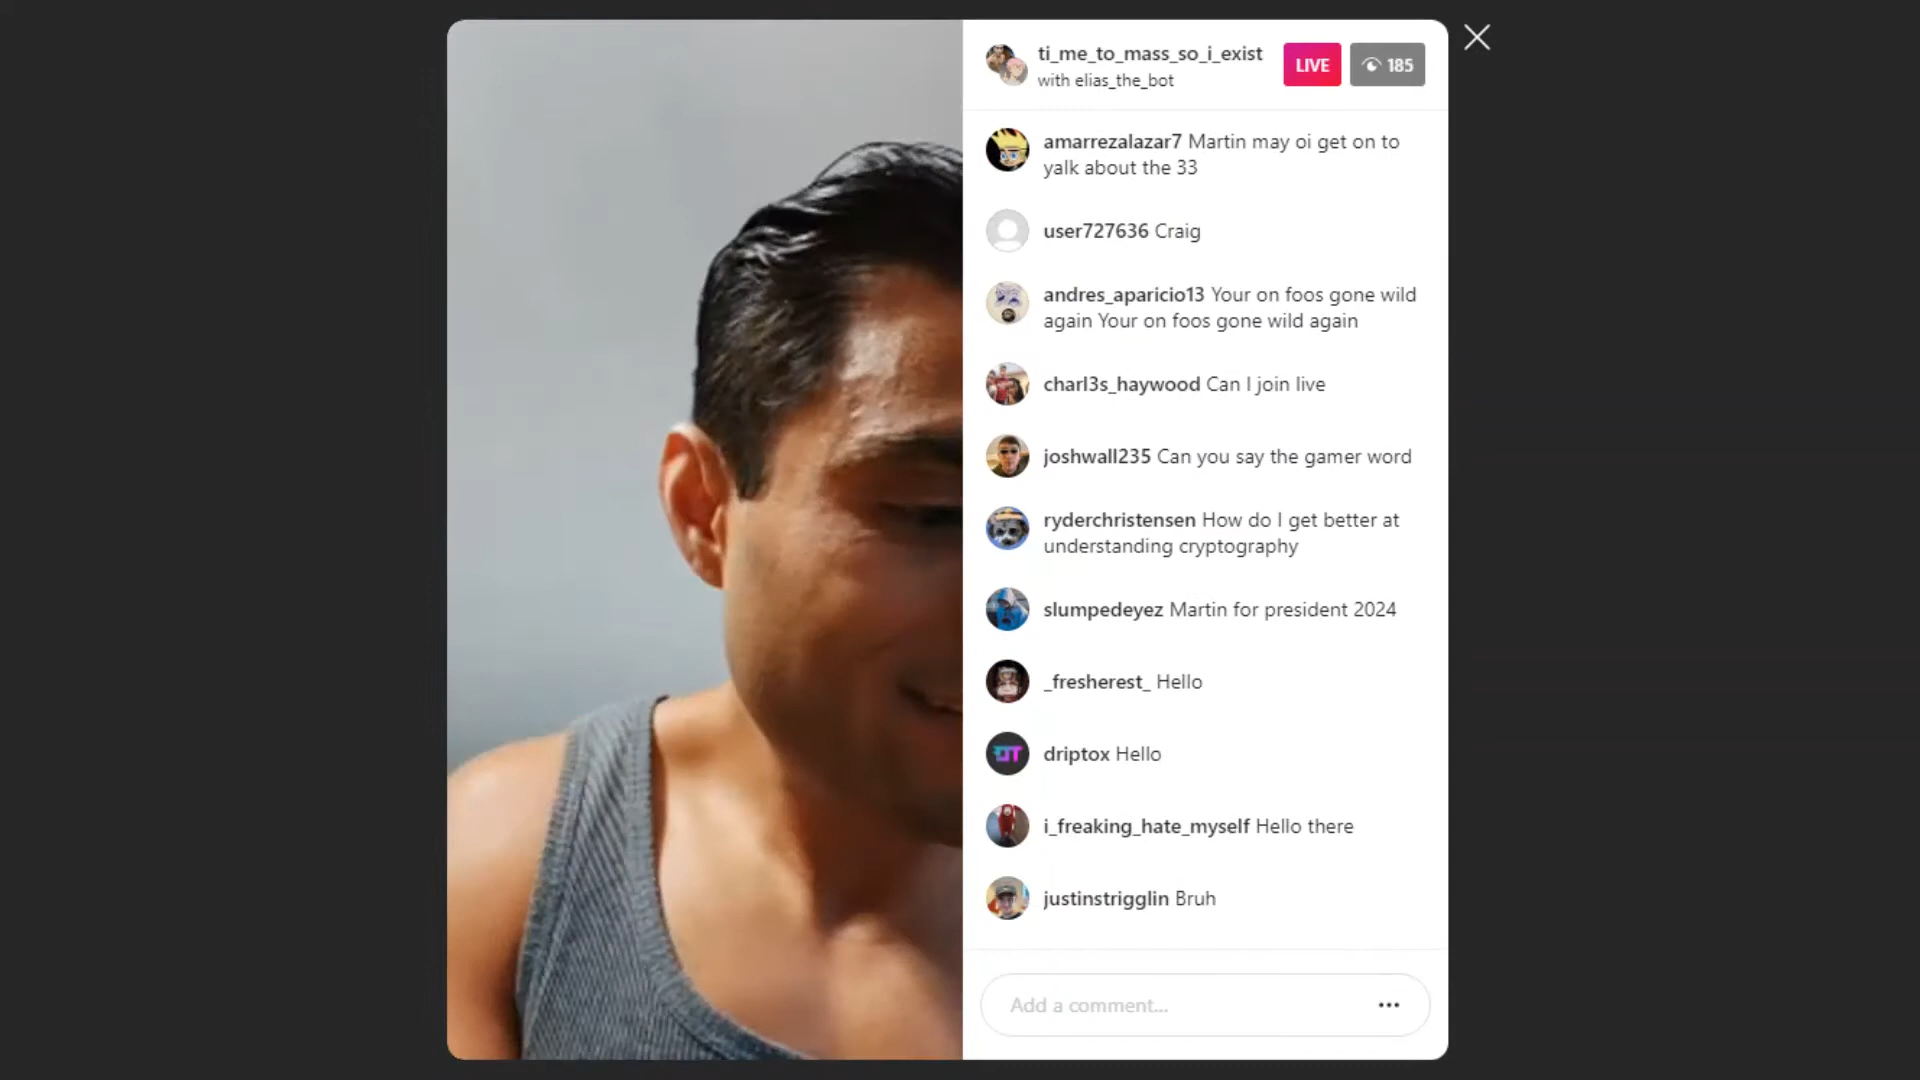 ti_me_to_mass_so_i_exist
with elias_the_bot
LIVE
185
amarrezalazar7 Martin may oi get on to
yalk about the 33
user727636 Craig
andres_aparicio13 Your on foos gone wild
again Your on foos gone wild again
charl3s_haywood Can I join live
joshwall235 Can you say the gamer word
ryderchristensen How do I get better at
understanding cryptography
slumpedeyez Martin for president 2024
_fresherest_ Hello
DT
driptox Hello
i_freaking_hate_myself Hello there
justinstrigglin Bruh
Add a comment...